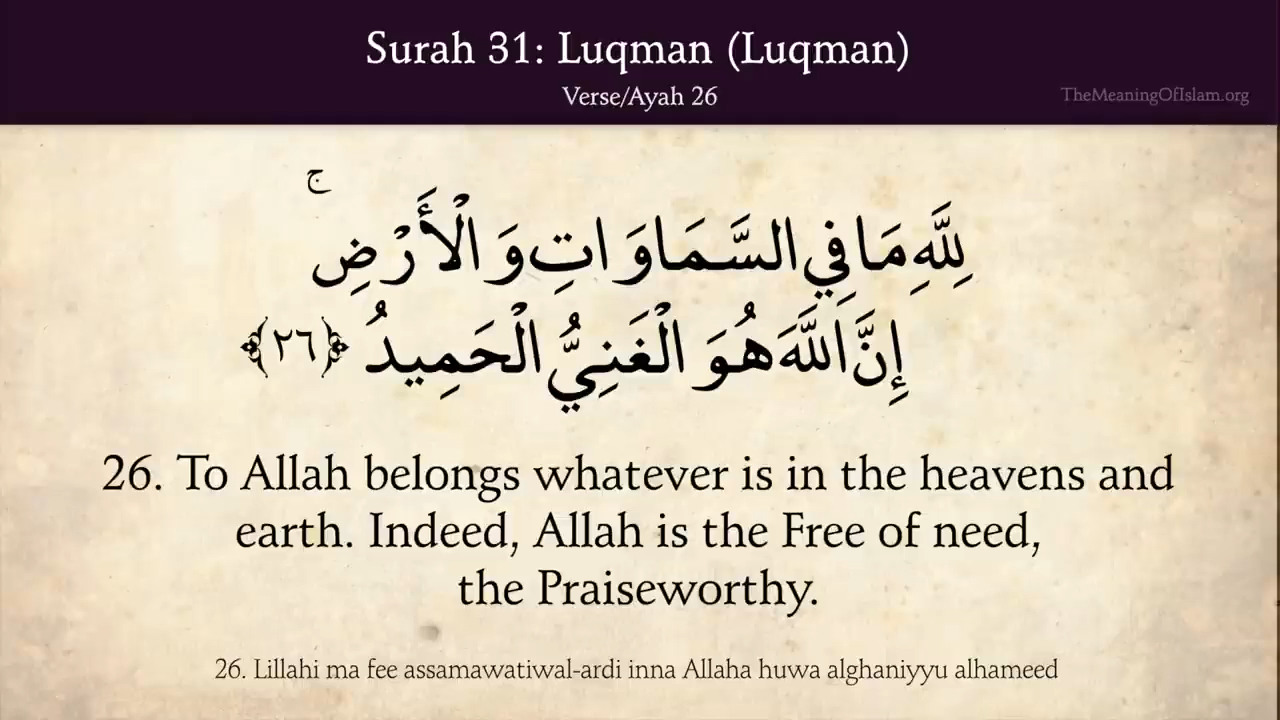 Surah 31: Luqman (Luqman)
Verse/Ayah 26
TheMeaningOfIslam.org
لِلَّهِ مَا فِي السَّمَاوَاتِ وَالْأَرْضِ ۚ
إِنَّ اللَّهَ هُوَ الْغَنِيُّ الْحَمِيدُ ﴿٢٦﴾
26. To Allah belongs whatever is in the heavens and
earth. Indeed, Allah is the Free of need,
the Praiseworthy.
26. Lillahi ma fee assamawatiwal-ardi inna Allaha huwa alghaniyyu alhameed